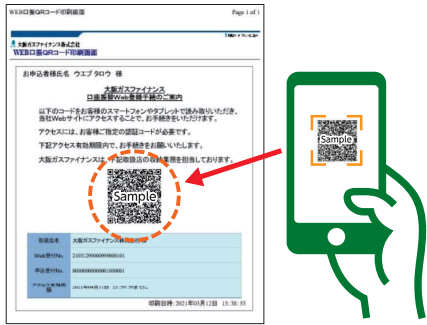 WEB口振QRコード印刷画面 Page 1 of 1
大阪ガスファイナンス株式会社
WEB口振QRコード印刷画面
お申込者様氏名 ウエブ タロウ 様
大阪ガスファイナンス
口座振替Web登録手続のご案内
以下のコードをお客様のスマートフォンやタブレットで読み取りいただき、
当社Webサイトにアクセスすることで、お手続きをいただけます。
アクセスには、お客様ご指定の認証コードが必要です。
下記アクセス有効期限内で、お手続きをお願いいたします。
大阪ガスファイナンスは、下記取扱店の収納業務を担当しております。
Sample
Sample
取扱店名 大阪ガスファイナンス株式会社
Web受付No.
申込受付No.
印刷日時:2021年03月12日 15:38:53